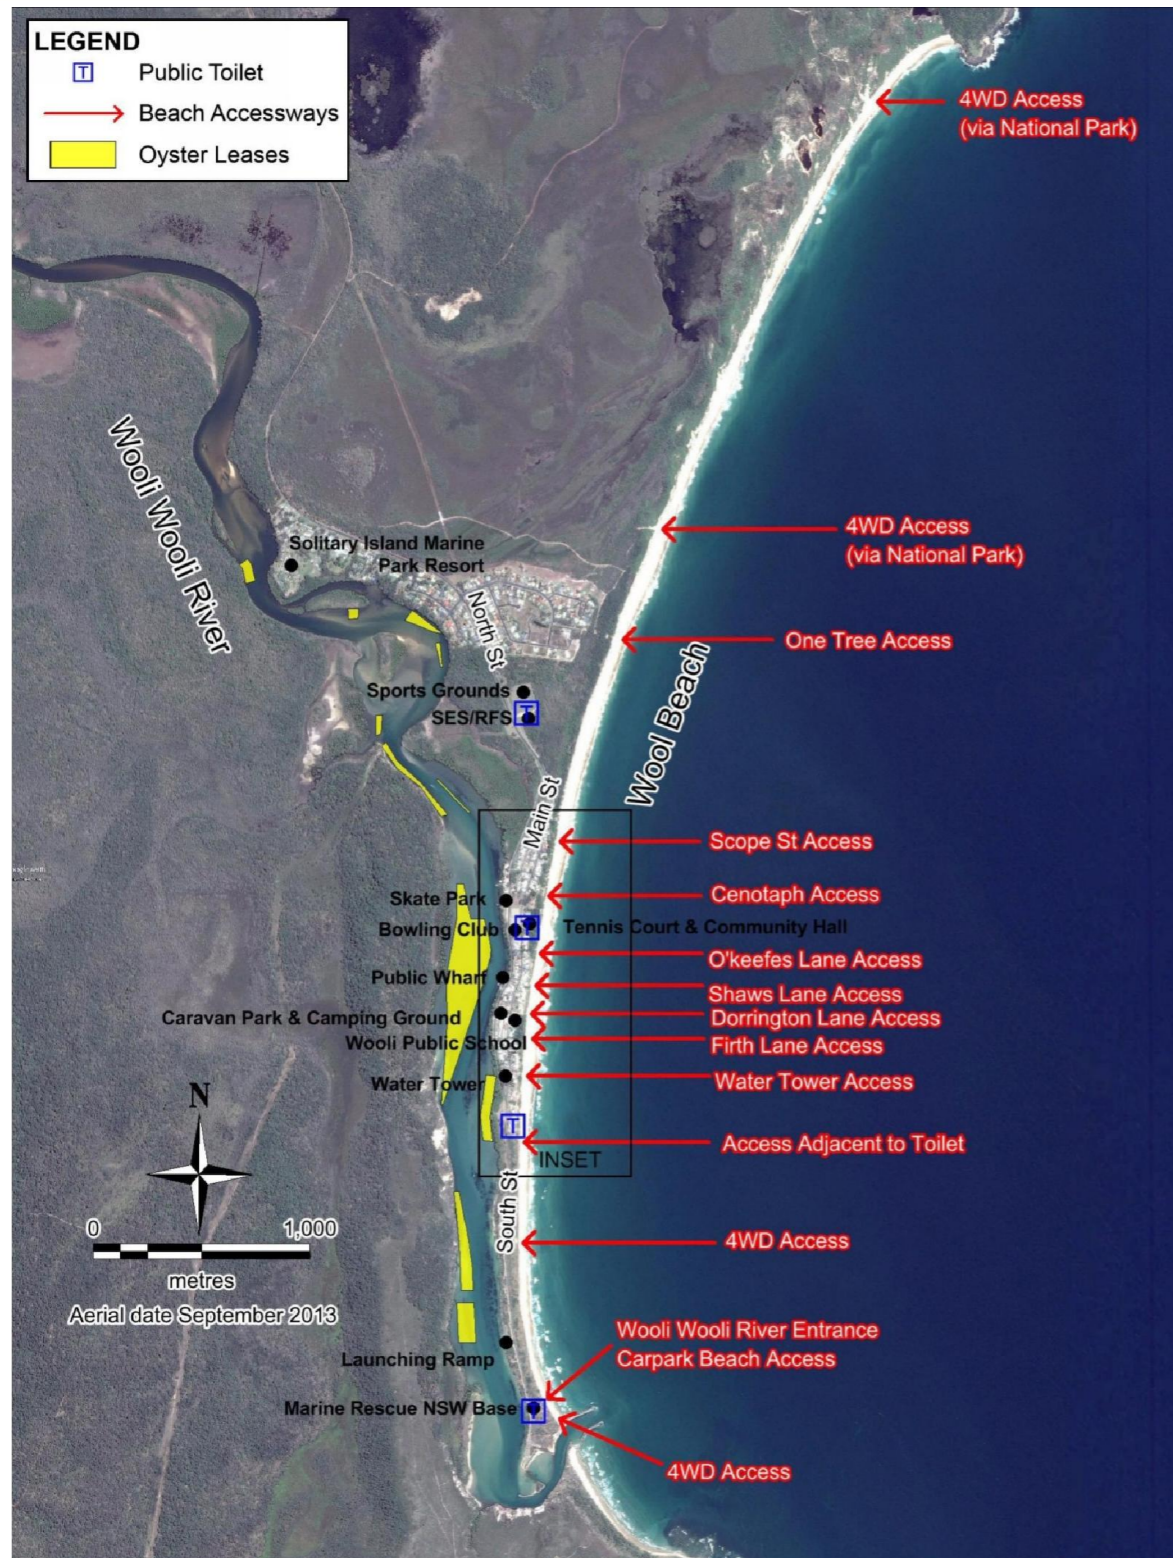 LEGEND
T Public Toilet
Beach Accessways
Oyster Leases
4WD Access
(via National Park)
Wooli Wooli River
4WD Access
(via National Park)
Solitary Island Marine
Park Resort
North St
One Tree Access
Wool Beach
Sports Grounds
SES/RFS
T
Main St
Scope St Access
Skate Park
Cenotaph Access
Bowling Club
T
Tennis Court & Community Hall
O'keefes Lane Access
Public Wharf
Shaws Lane Access
Caravan Park & Camping Ground
Dorrington Lane Access
Wooli Public School
Firth Lane Access
Water Tower
Water Tower Access
N
T
Access Adjacent to Toilet
INSET
South St
0 1,000
metres
4WD Access
Aerial date September 2013
Wooli Wooli River Entrance
Carpark Beach Access
Launching Ramp
Marine Rescue NSW Base
T
4WD Access